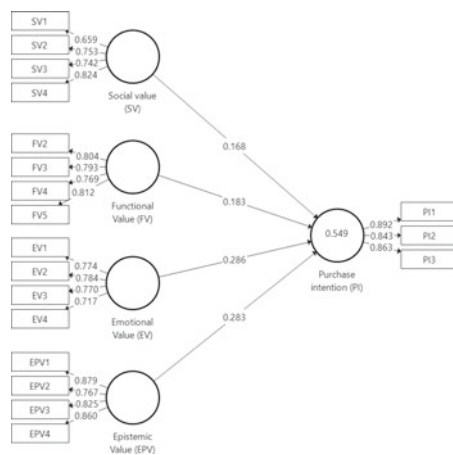 SV1
SV2
SV3
SV4
0.659
0.753
0.742
0.824
Social value
(SV)
0.168
FV2
FV3
FV4
FV5
0.804
0.793
0.769
0.812
Functional
Value (FV)
0.183
EV1
EV2
EV3
EV4
0.774
0.784
0.770
0.717
Emotional
Value (EV)
0.286
EPV1
EPV2
EPV3
EPV4
0.879
0.767
0.825
0.860
Epistemic
Value (EPV)
0.283
0.549
Purchase
intention (PI)
0.892
0.843
0.863
PI1
PI2
PI3